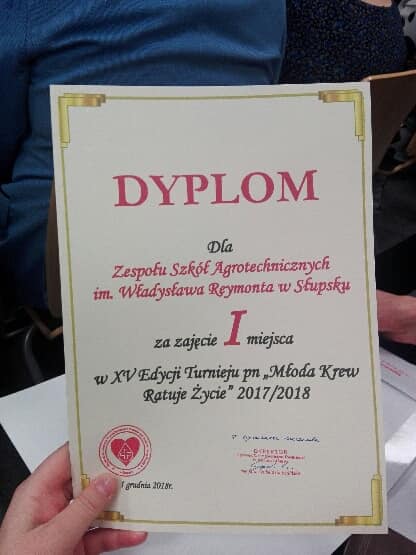 DYPLOM
Dla
Zespołu Szkół Agrotechnicznych
im. Władysława Reymonta w Słupsku
za zajęcie I miejsca
w XV Edycji Turnieju pn „Młoda Krew
Ratuje Życie” 2017/2018
DYREKTOR
1 grudnia 2018r.